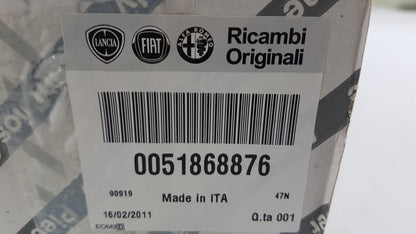 LANCIA FIAT ALFA ROMEO Ricambi
Originali
0051868876
90919 Made in ITA 47N
16/02/2011 Q.ta 001